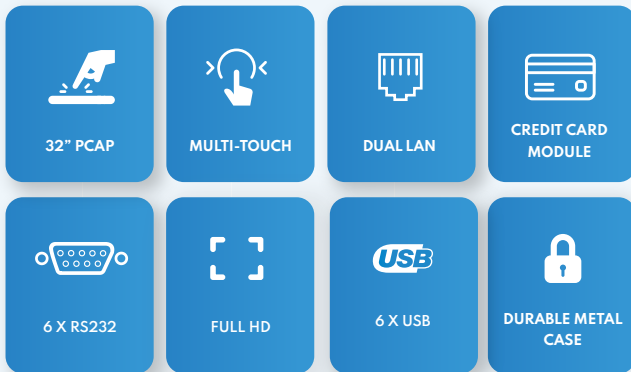 32” PCAP
MULTI-TOUCH
DUAL LAN
CREDIT CARD
MODULE
USB
6 X RS232
FULL HD
6 X USB
DURABLE METAL
CASE